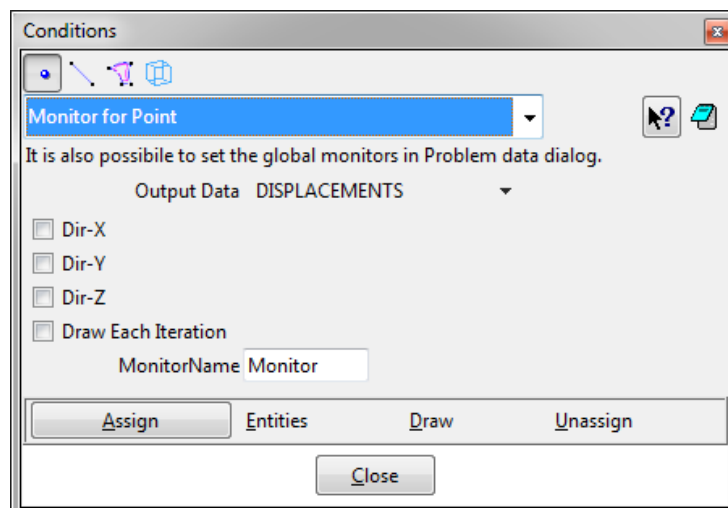 Conditions
Monitor for Point
It is also possibile to set the global monitors in Problem data dialog.
Output Data DISPLACEMENTS
Dir-X
Dir-Y
Dir-Z
Draw Each Iteration
MonitorName Monitor
Assign Entities Draw Unassign
Close